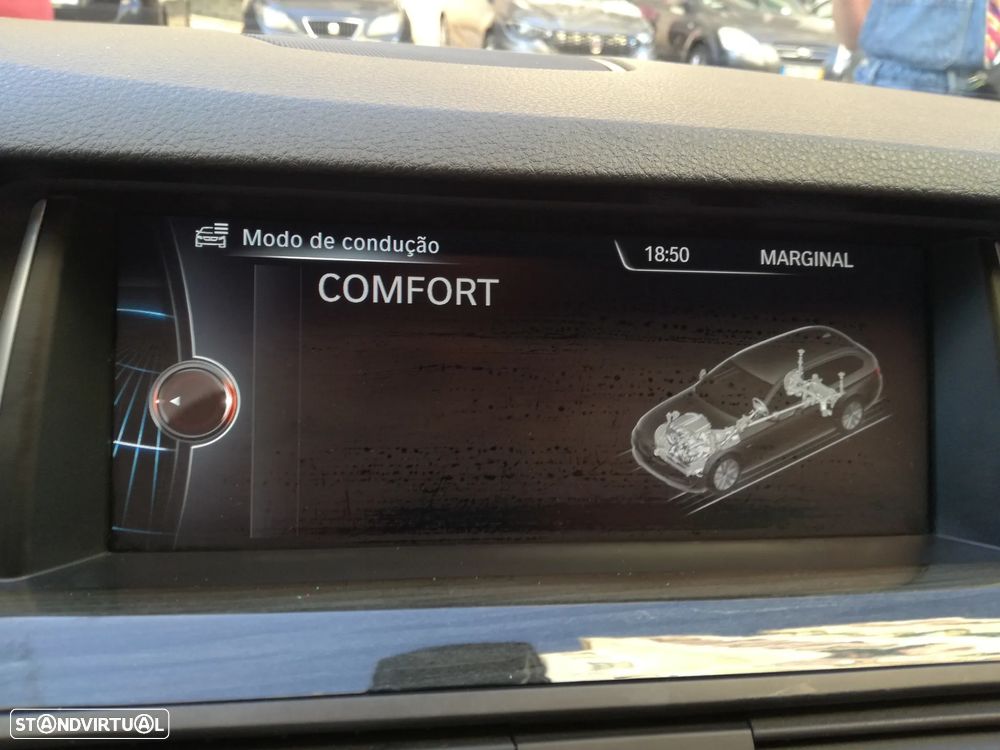 Modo de condução
18:50 MARGINAL
COMFORT
STANDVIRTUAL